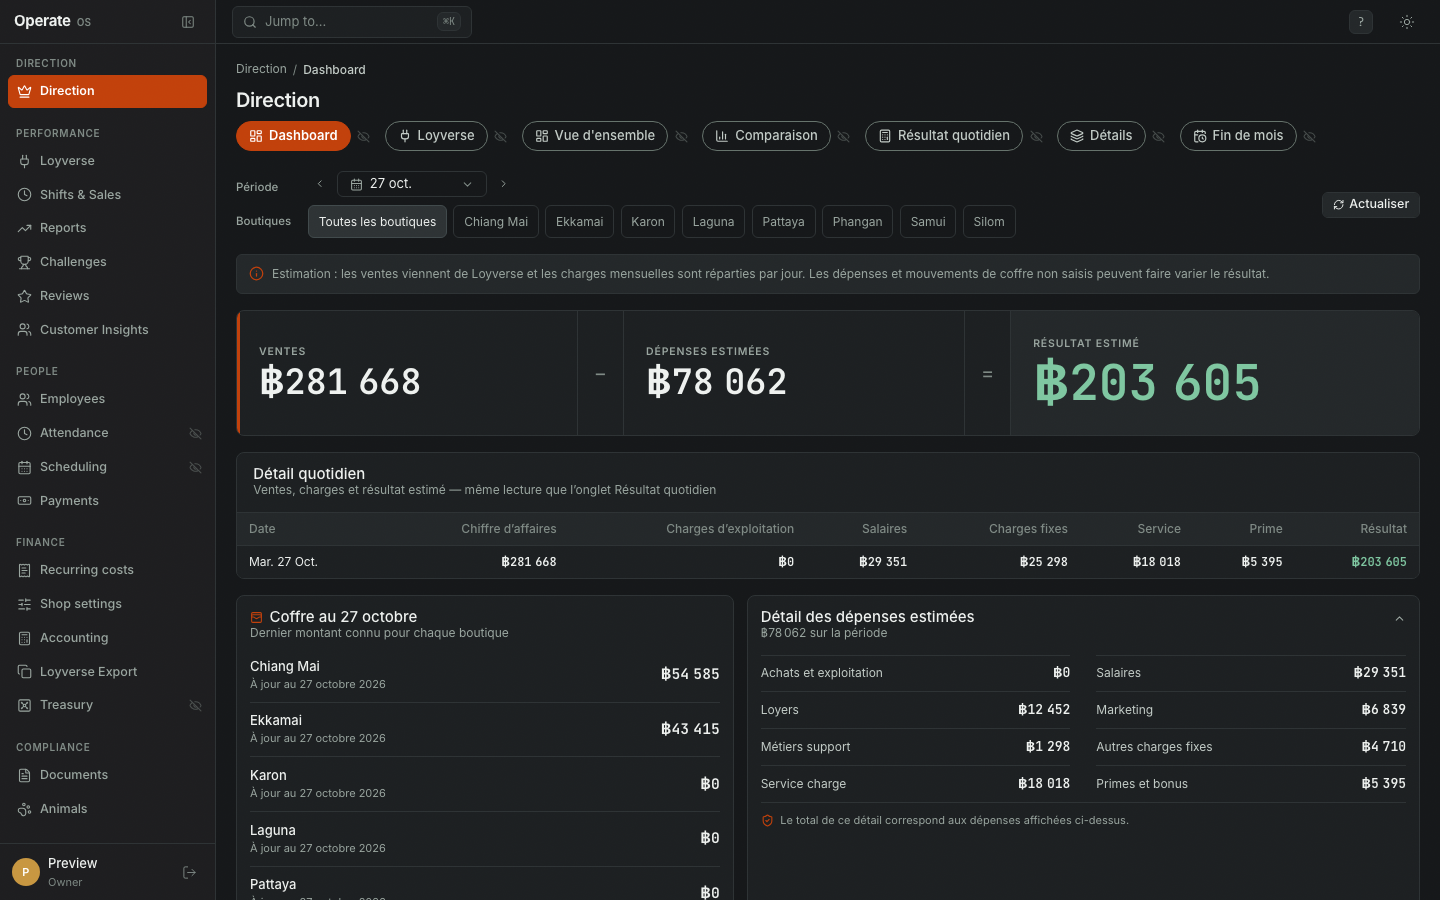 Operate OS
Jump to... ⌘K
?
DIRECTION
Direction
PERFORMANCE
Loyverse
Shifts & Sales
Reports
Challenges
Reviews
Customer Insights
PEOPLE
Employees
Attendance
Scheduling
Payments
FINANCE
Recurring costs
Shop settings
Accounting
Loyverse Export
Treasury
COMPLIANCE
Documents
Animals
P
Preview
Owner
Direction / Dashboard
Direction
Dashboard Loyverse Vue d'ensemble Comparaison Résultat quotidien Détails Fin de mois
Période 27 oct.
Boutiques Toutes les boutiques Chiang Mai Ekkamai Karon Laguna Pattaya Phangan Samui Silom
Actualiser
Estimation : les ventes viennent de Loyverse et les charges mensuelles sont réparties par jour. Les dépenses et mouvements de coffre non saisis peuvent faire varier le résultat.
VENTES
฿281 668
−
DÉPENSES ESTIMÉES
฿78 062
=
RÉSULTAT ESTIMÉ
฿203 605
Détail quotidien
Ventes, charges et résultat estimé — même lecture que l’onglet Résultat quotidien
Date Chiffre d’affaires Charges d’exploitation Salaires Charges fixes Service Prime Résultat
Mar. 27 Oct. ฿281 668 ฿0 ฿29 351 ฿25 298 ฿18 018 ฿5 395 ฿203 605
Coffre au 27 octobre
Dernier montant connu pour chaque boutique
Chiang Mai ฿54 585
À jour au 27 octobre 2026
Ekkamai ฿43 415
À jour au 27 octobre 2026
Karon ฿0
À jour au 27 octobre 2026
Laguna ฿0
À jour au 27 octobre 2026
Pattaya ฿0
À jour au 27 octobre 2026
Détail des dépenses estimées
฿78 062 sur la période
Achats et exploitation ฿0 Salaires ฿29 351
Loyers ฿12 452 Marketing ฿6 839
Métiers support ฿1 298 Autres charges fixes ฿4 710
Service charge ฿18 018 Primes et bonus ฿5 395
Le total de ce détail correspond aux dépenses affichées ci-dessus.